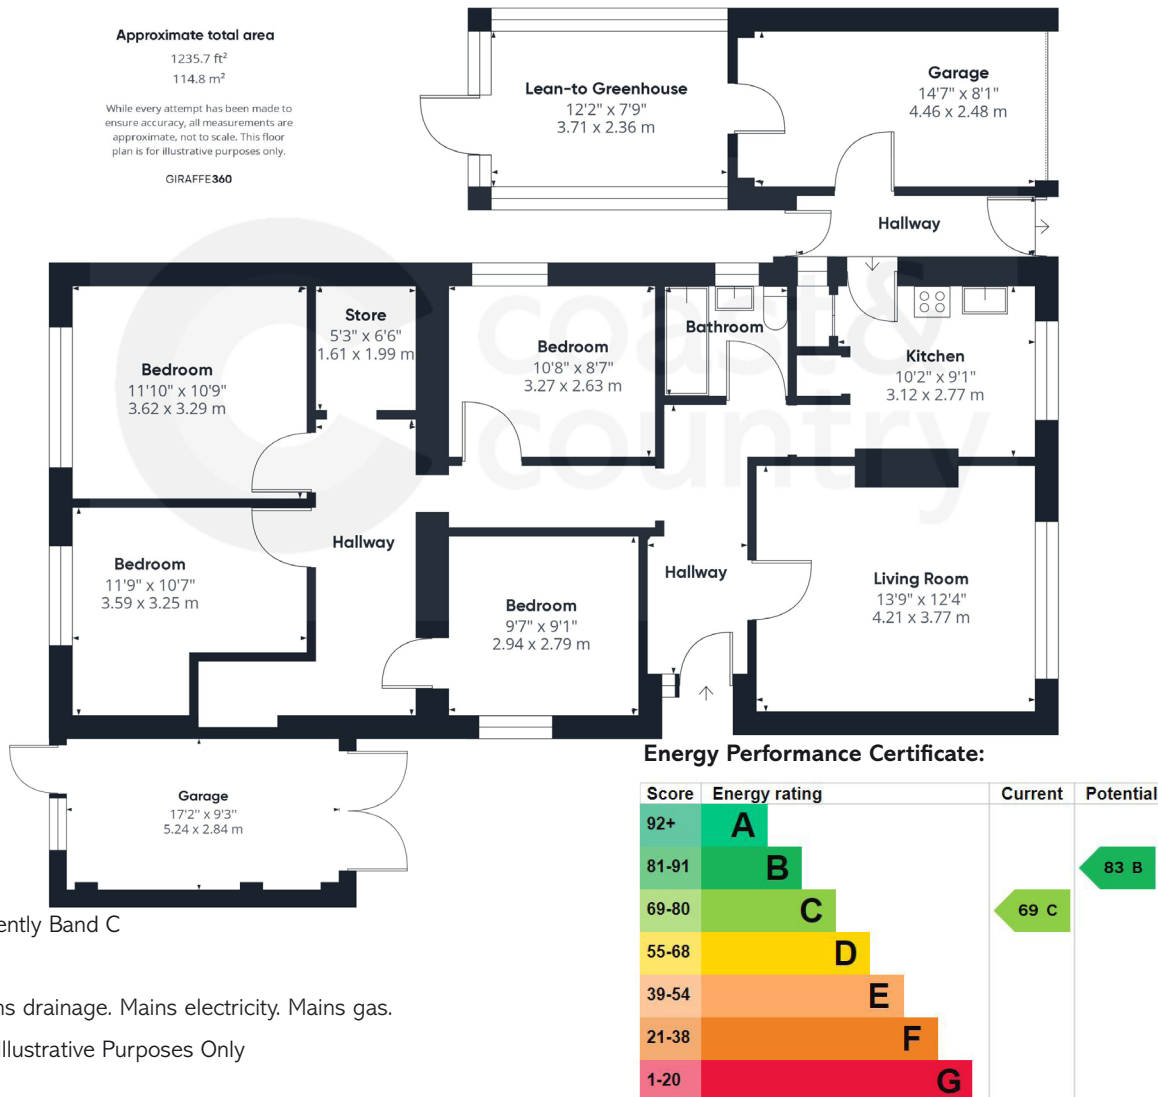 Approximate total area
1235.7 ft²
114.8 m²
While every attempt has been made to
ensure accuracy, all measurements are
approximate, not to scale. This floor
plan is for illustrative purposes only.
GIRAFFE360
Lean-to Greenhouse
12'2" x 7'9"
3.71 x 2.36 m
Garage
14'7" x 8'1"
4.46 x 2.48 m
Hallway
coast &
country
Bedroom
11'10" x 10'9"
3.62 x 3.29 m
Store
5'3" x 6'6"
1.61 x 1.99 m
Bedroom
10'8" x 8'7"
3.27 x 2.63 m
Bathroom
Kitchen
10'2" x 9'1"
3.12 x 2.77 m
Bedroom
11'9" x 10'7"
3.59 x 3.25 m
Hallway
Bedroom
9'7" x 9'1"
2.94 x 2.79 m
Hallway
Living Room
13'9" x 12'4"
4.21 x 3.77 m
Garage
17'2" x 9'3"
5.24 x 2.84 m
ently Band C
ns drainage. Mains electricity. Mains gas.
llustrative Purposes Only
Energy Performance Certificate:
Score Energy rating Current Potential
92+ A
81-91 B 83 B
69-80 C 69 C
55-68 D
39-54 E
21-38 F
1-20 G